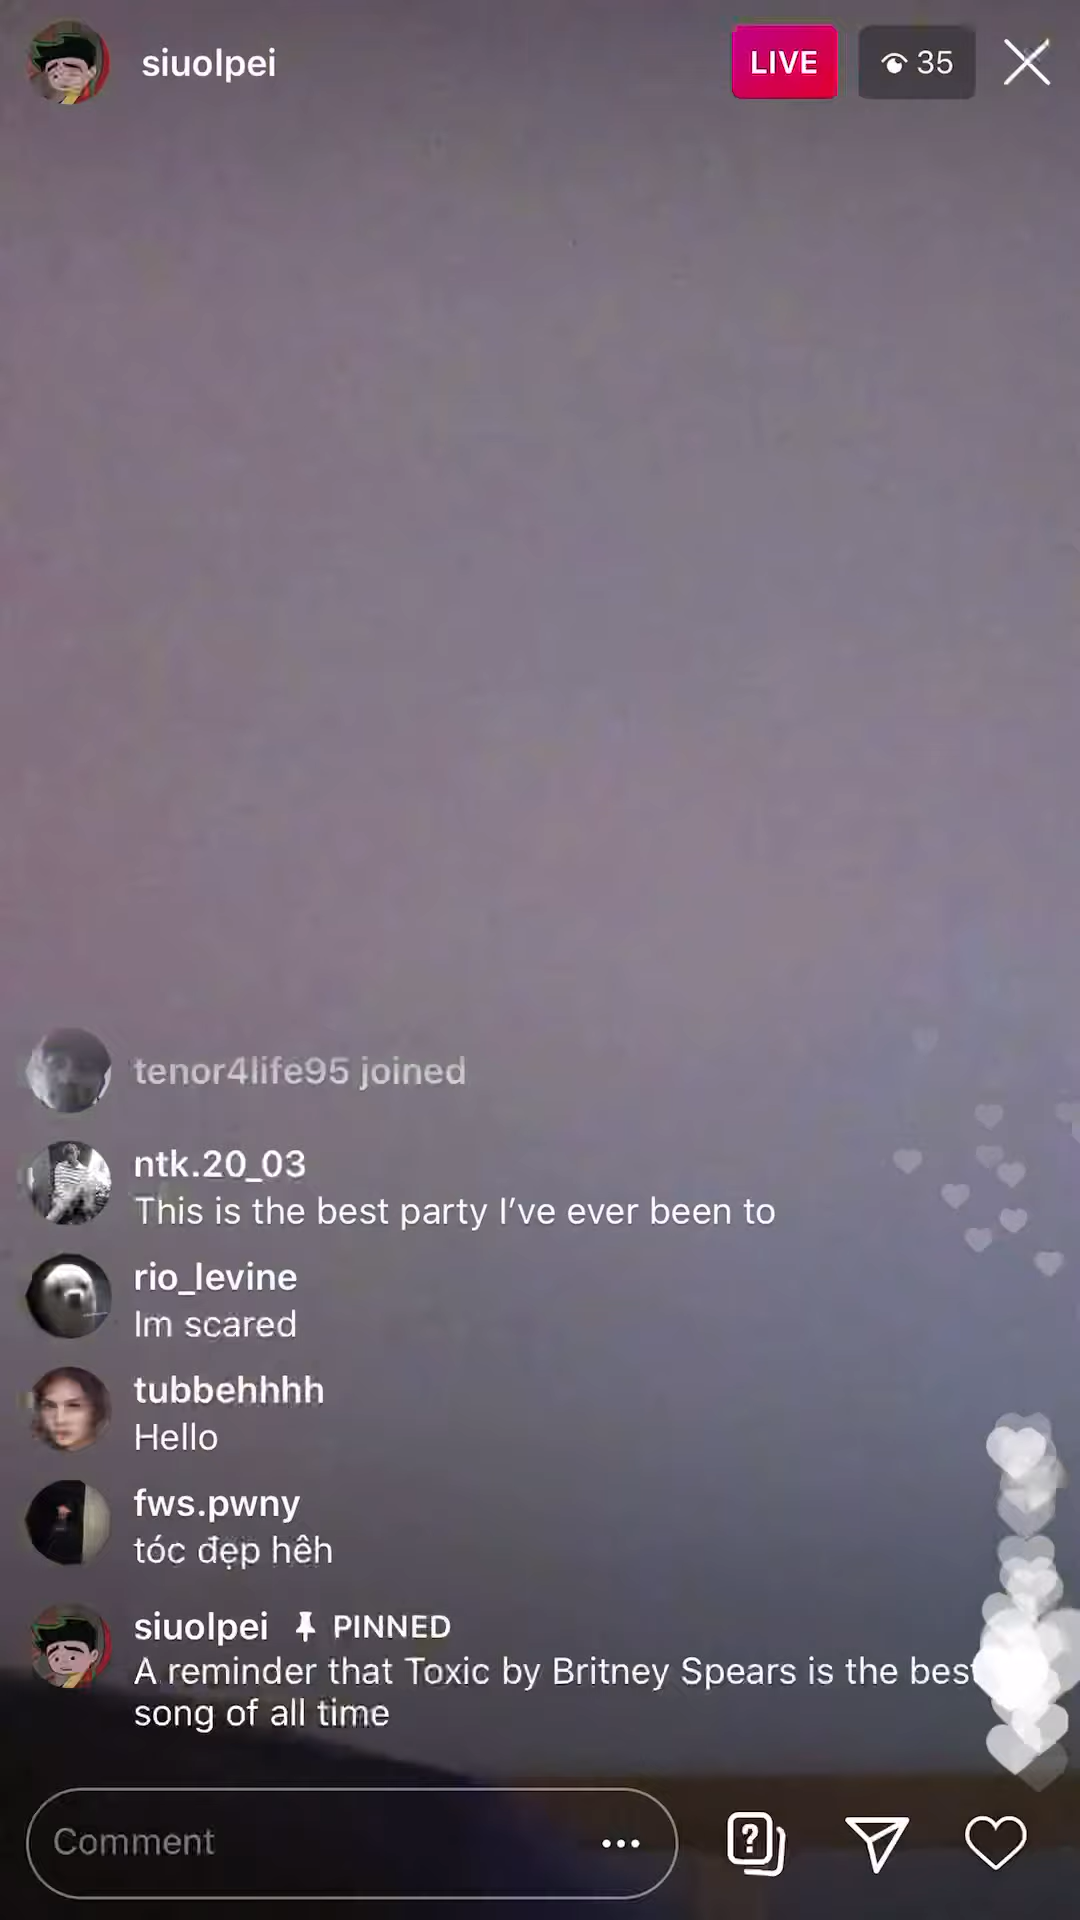 siuolpei
LIVE
35
tenor4life95 joined
ntk.20_03
This is the best party I’ve ever been to
rio_levine
Im scared
tubbehhhh
Hello
fws.pwny
tóc đẹp hêh
siuolpei PINNED
A reminder that Toxic by Britney Spears is the best
song of all time
Comment